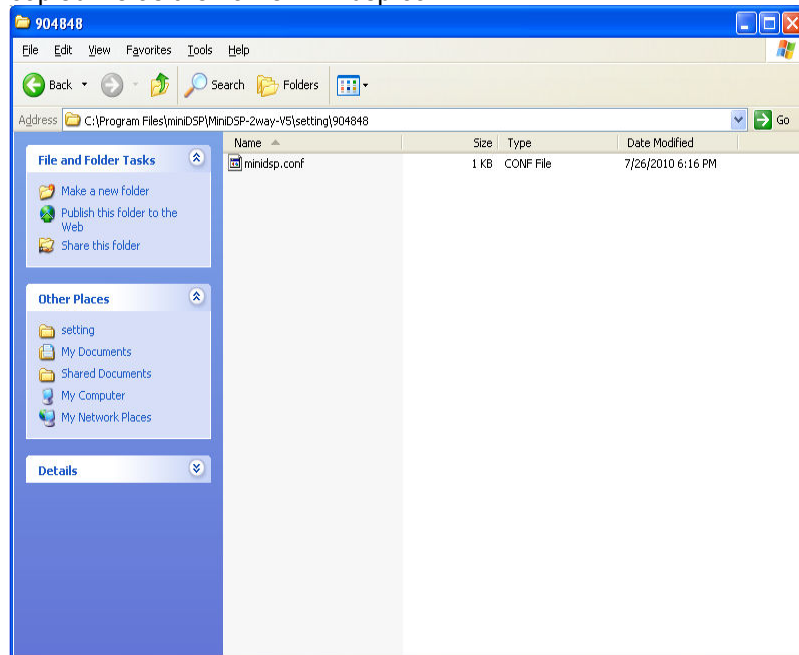 904848
File Edit View Favorites Tools Help
Back Search Folders
Address C:\Program Files\miniDSP\MiniDSP-2way-V5\setting\904848 Go
Name Size Type Date Modified
minidsp.conf 1 KB CONF File 7/26/2010 6:16 PM
File and Folder Tasks
Make a new folder
Publish this folder to the
Web
Share this folder
Other Places
setting
My Documents
Shared Documents
My Computer
My Network Places
Details